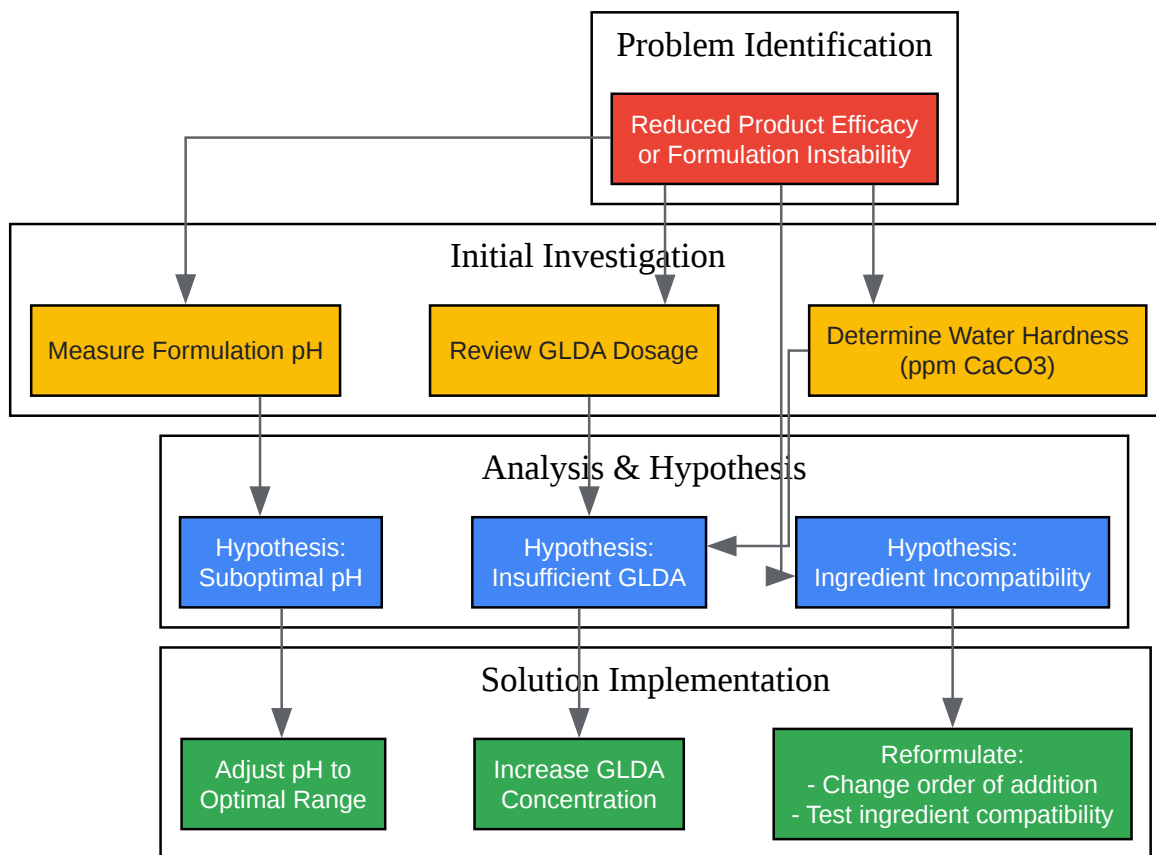 Problem Identification
Reduced Product Efficacy
or Formulation Instability
Initial Investigation
Measure Formulation pH
Review GLDA Dosage
Determine Water Hardness
(ppm CaCO3)
Analysis & Hypothesis
Hypothesis:
Suboptimal pH
Hypothesis:
Insufficient GLDA
Hypothesis:
Ingredient Incompatibility
Solution Implementation
Adjust pH to
Optimal Range
Increase GLDA
Concentration
Reformulate:
- Change order of addition
- Test ingredient compatibility